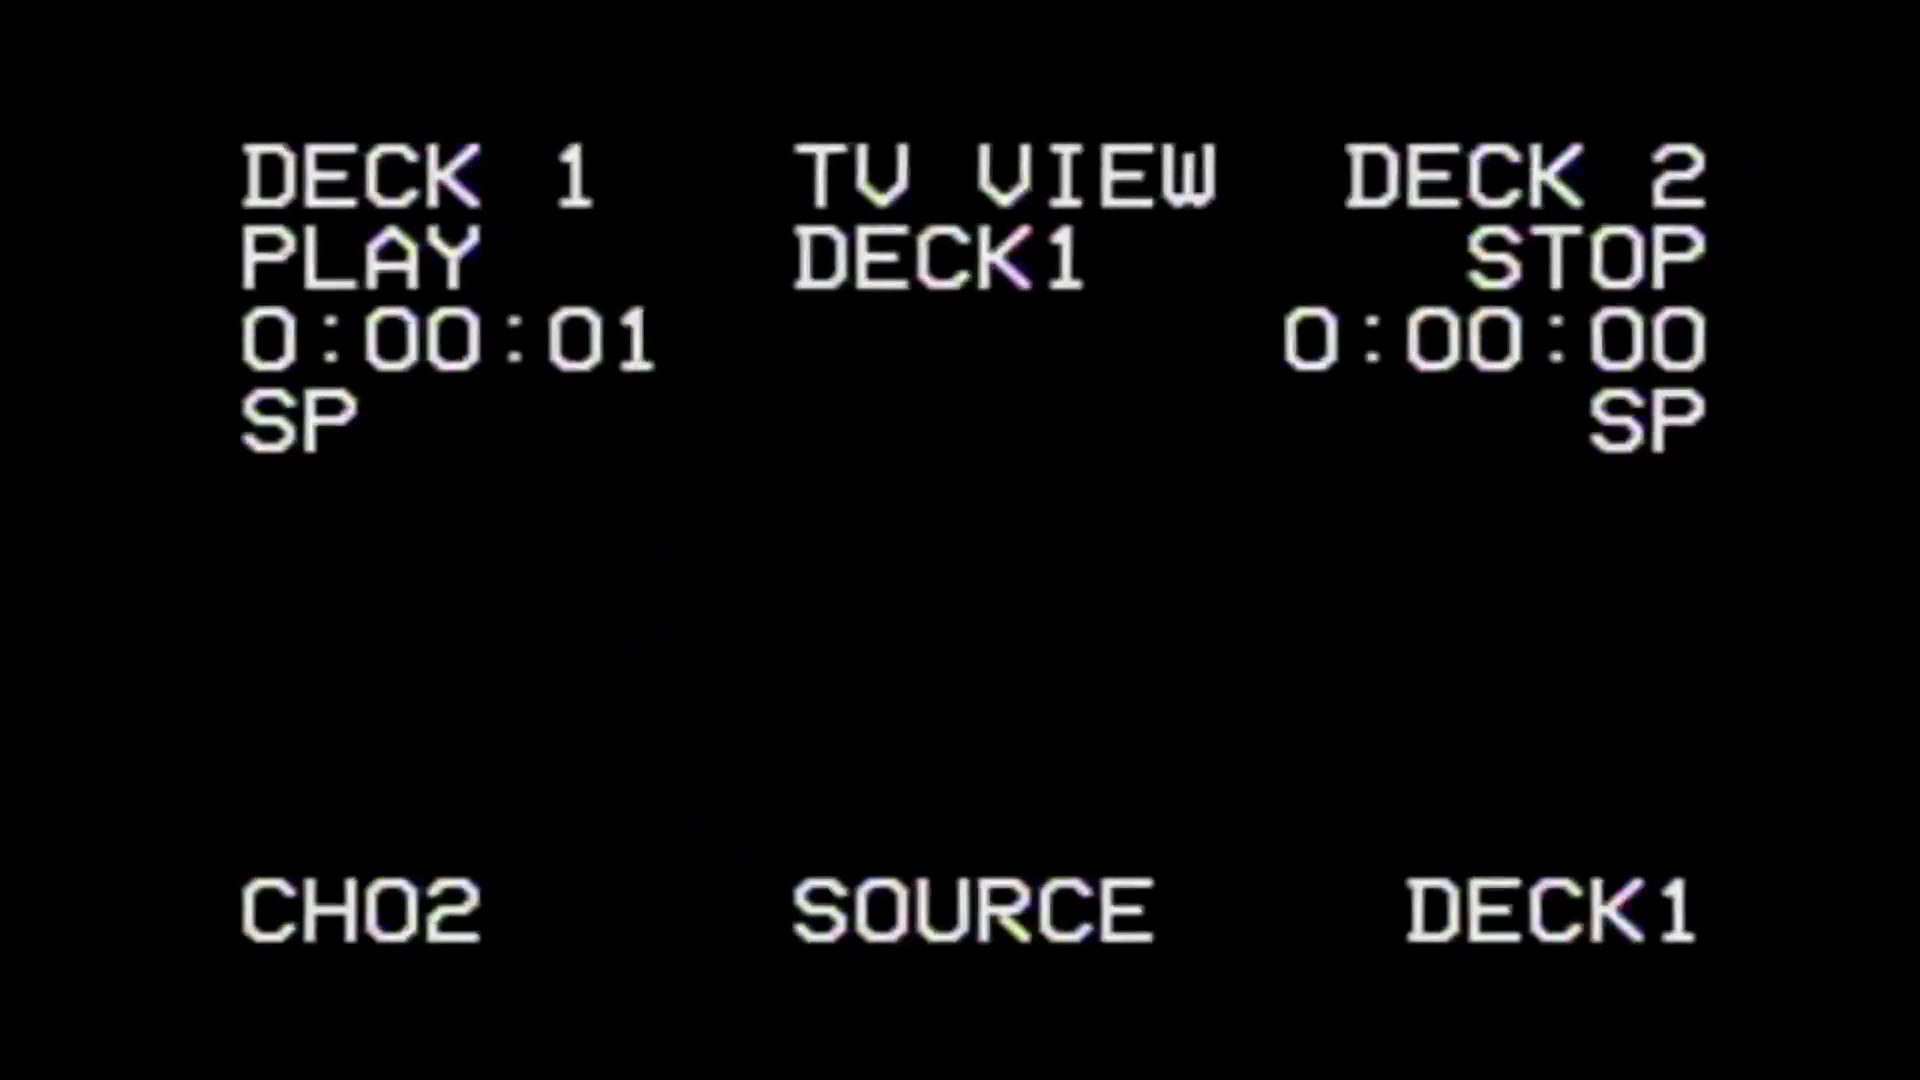 DECK 1 TV VIEW DECK 2
PLAY DECK1 STOP
0:00:01 0:00:00
SP SP
CH02 SOURCE DECK1